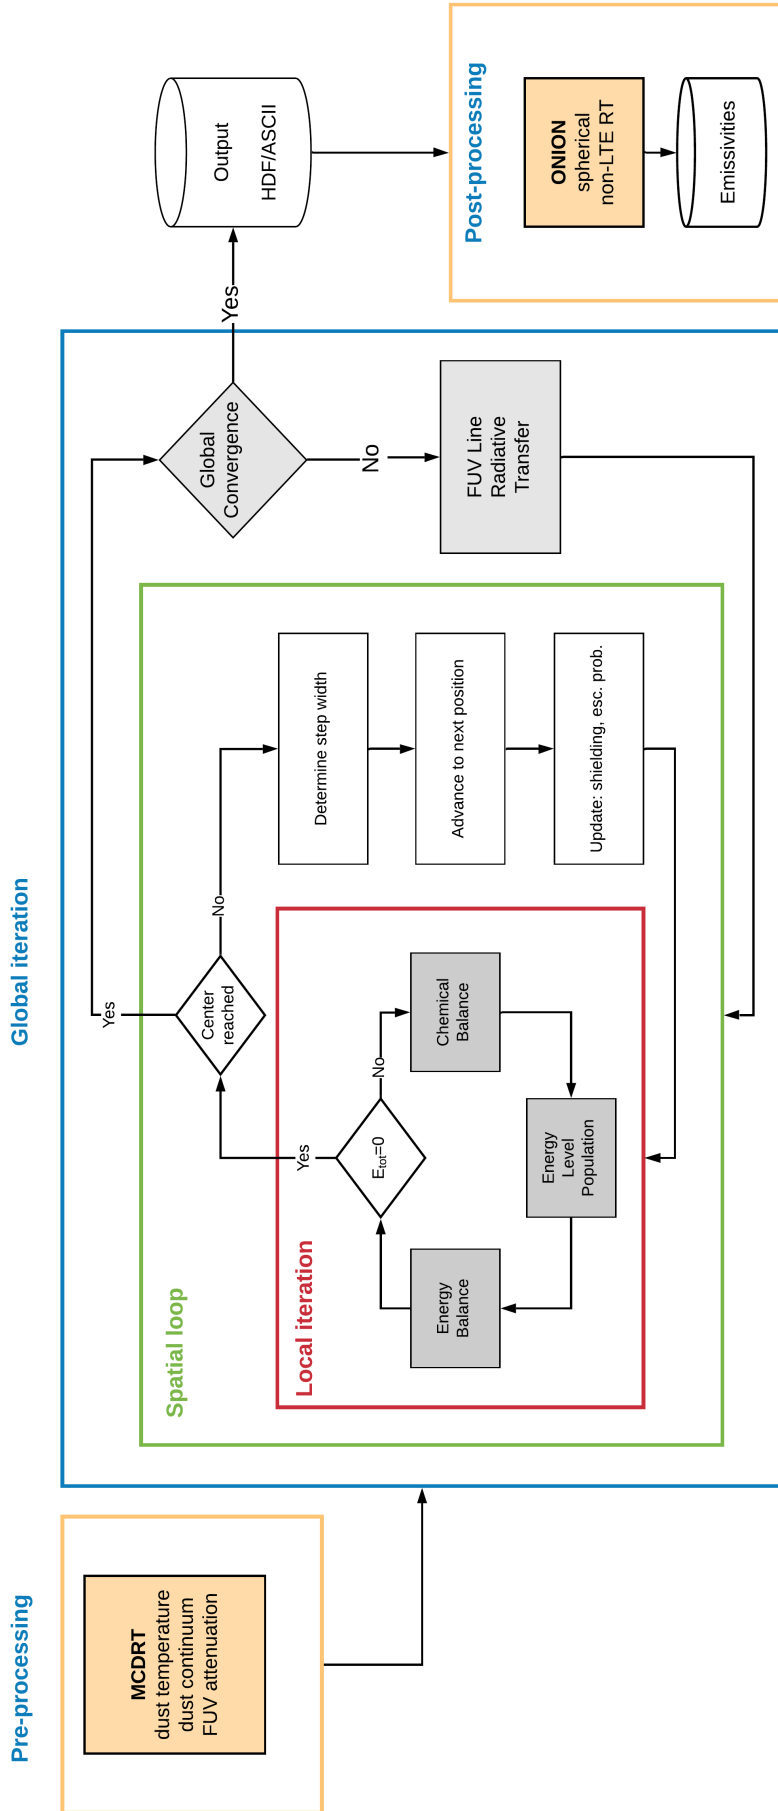 Pre-processing
MCDRT
dust temperature
dust continuum
FUV attenuation
Global iteration
Spatial loop
Local iteration
Energy
Balance
Energy
Level
Population
Chemical
Balance
E_tot=0
No
Yes
Center
reached
Yes
No
Determine step width
Advance to next position
Update: shielding, esc. prob.
Global
Convergence
No
FUV Line
Radiative
Transfer
Yes
Output
HDF/ASCII
Post-processing
ONION
spherical
non-LTE RT
Emissivities